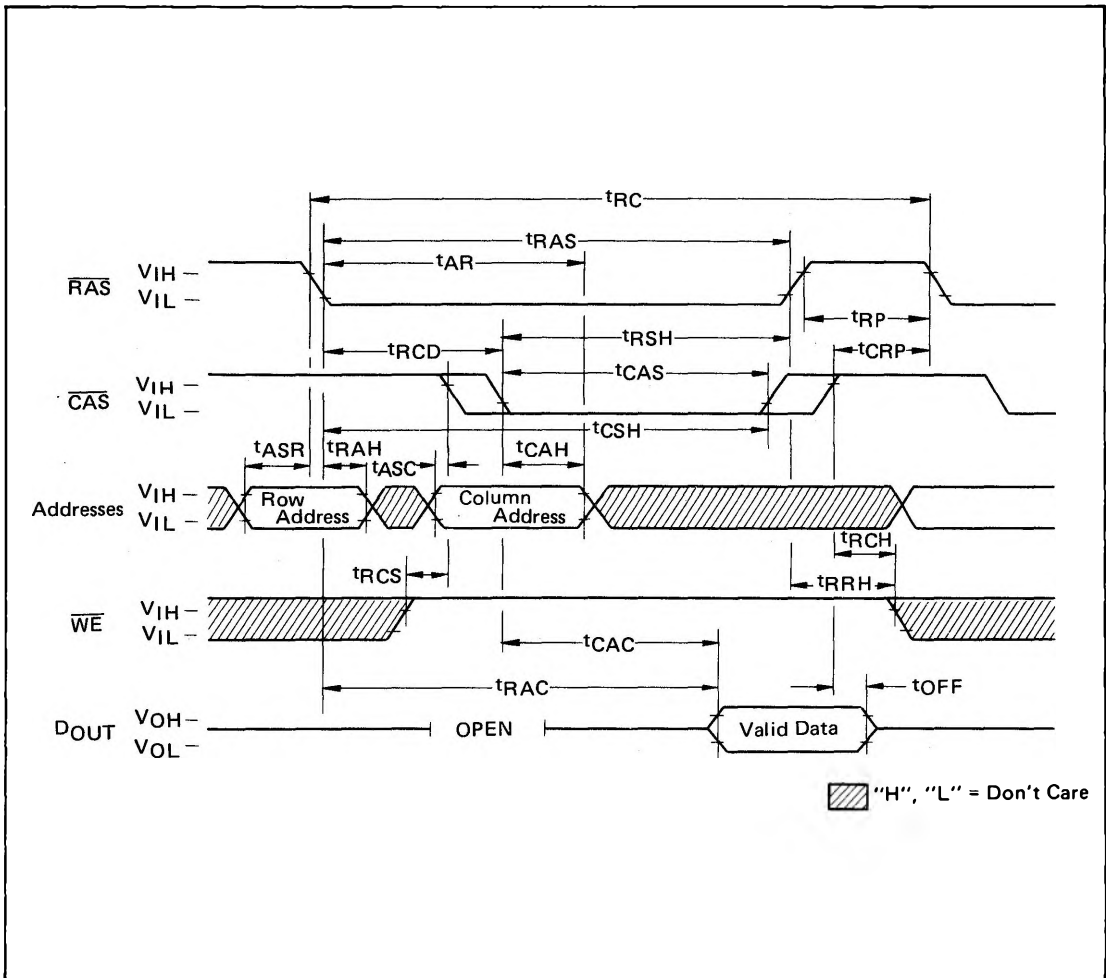 tRC
tRAS
tAR
RAS VIH
VIL
tRP
tRCD tRSH tCRP
tCAS
CAS VIH
VIL
tCSH
tASR tRAH tASC tCAH
Addresses VIH Row Address Column Address
VIL
tRCH
tRCS tRRH
WE VIH
VIL
tCAC
tRAC tOFF
DOUT VOH OPEN Valid Data
VOL
"H", "L" = Don't Care